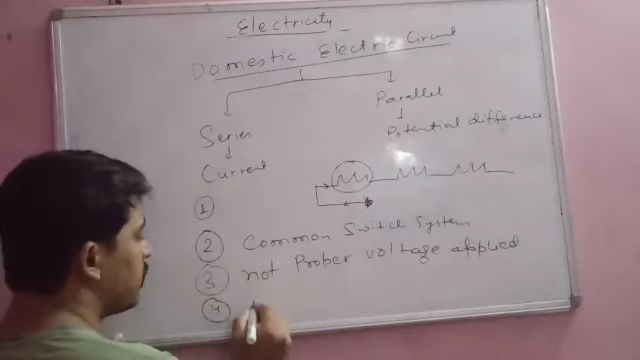 Electricity
Domestic Electric Circuit
Series
Parallel
Current
Potential difference
1
2 Common Switch System
3 not Proper voltage applied
4